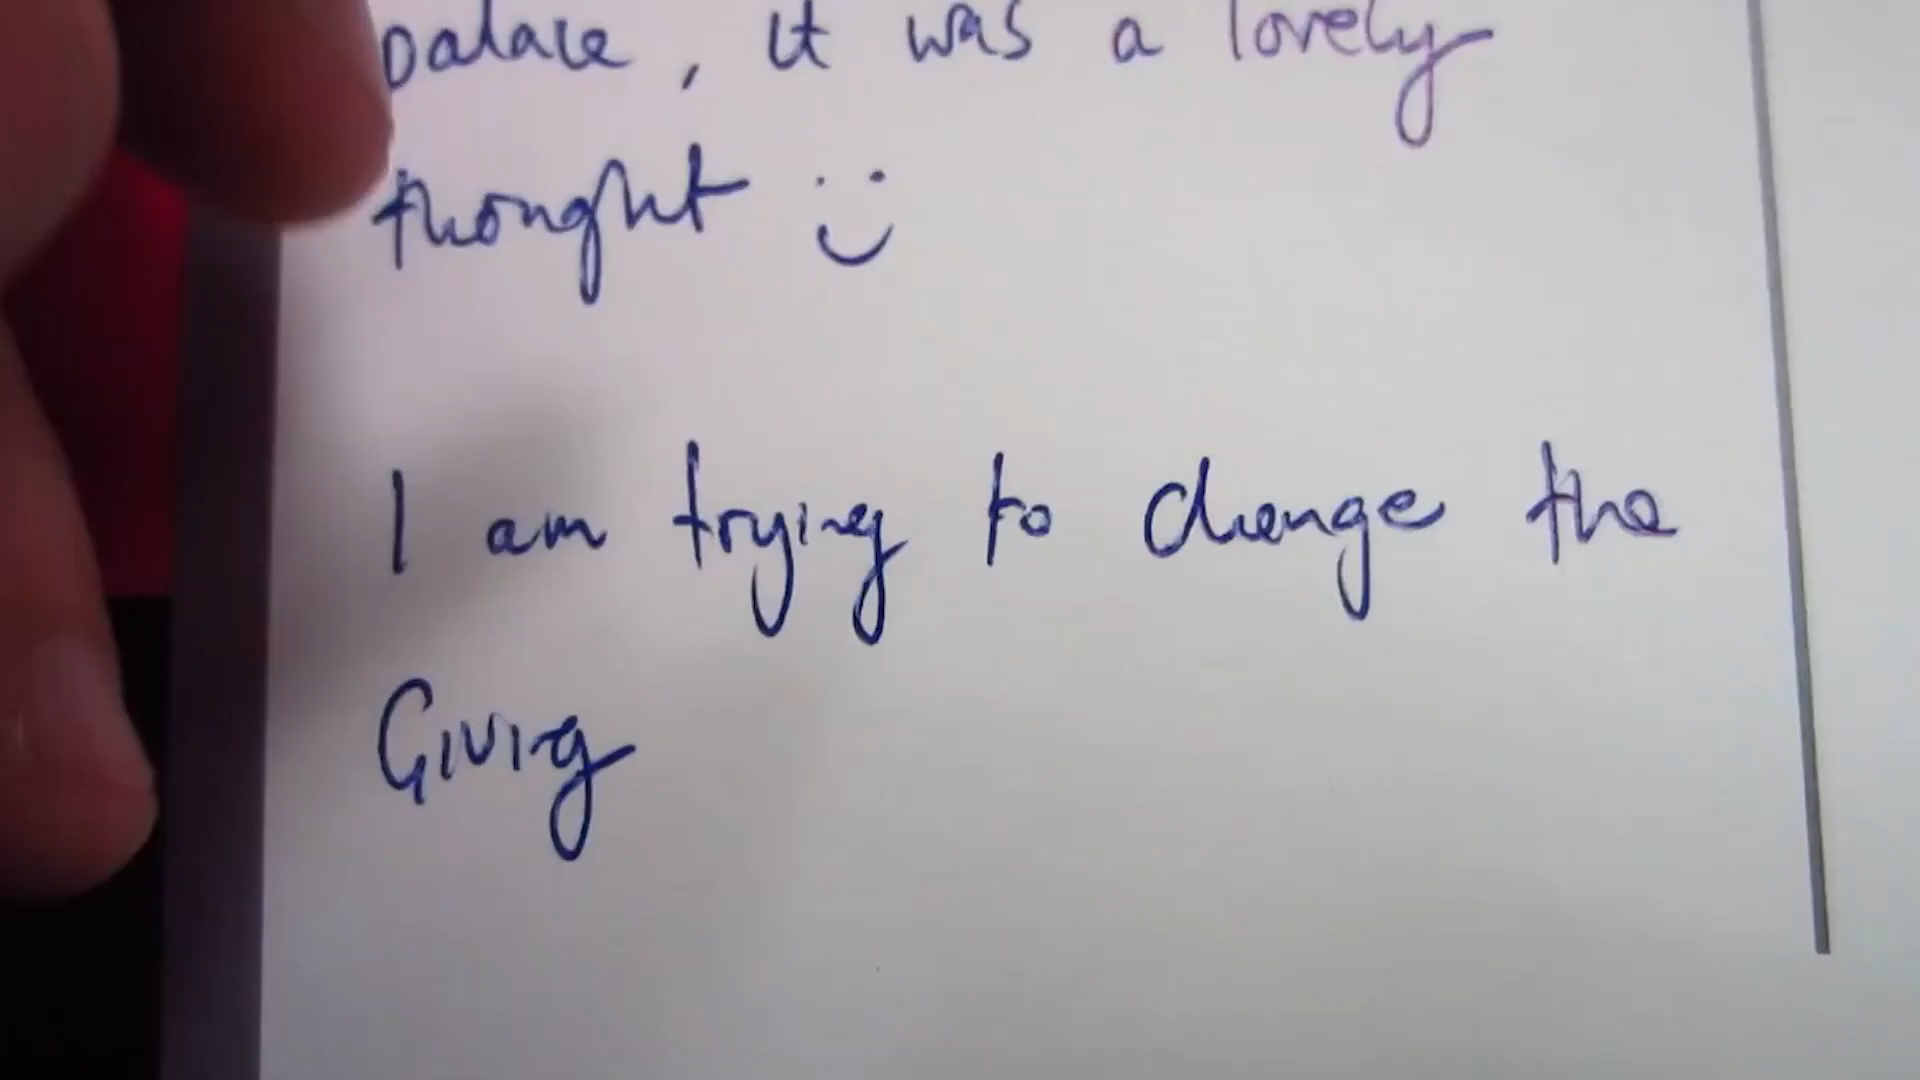 palace, it was a lovely
thought :)
I am trying to change the
Giving